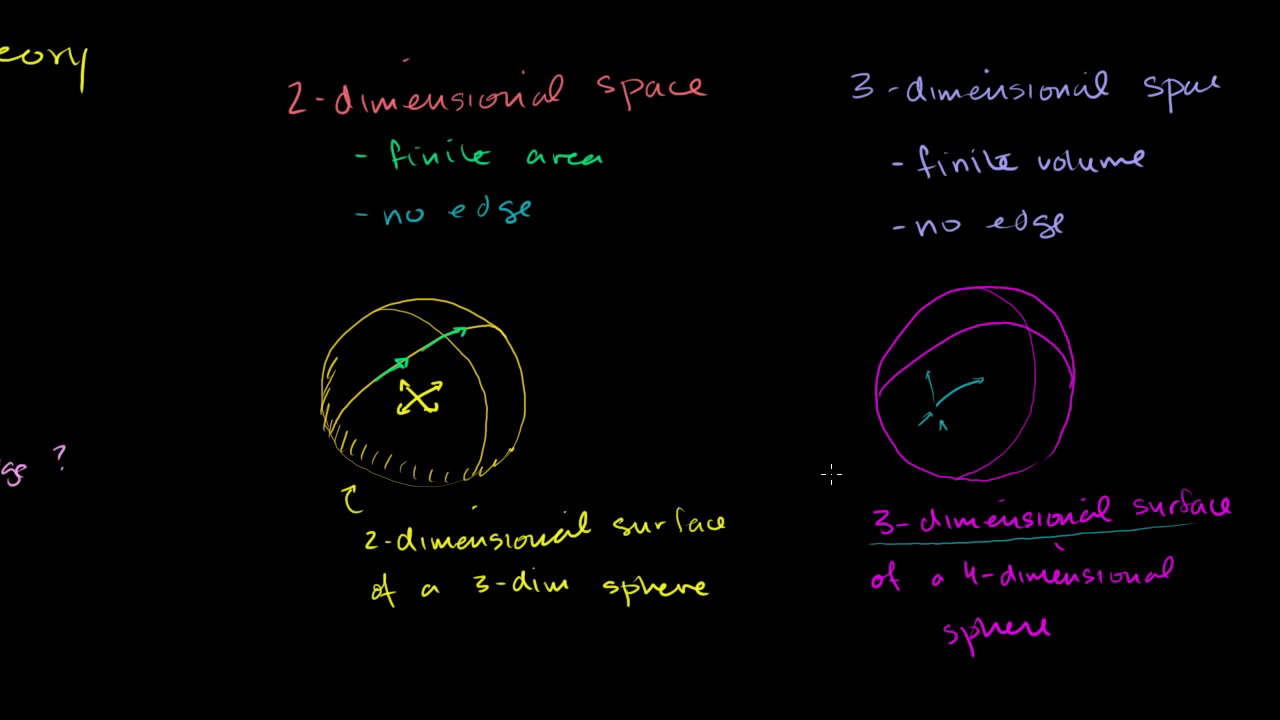 eory
2-dimensional space
- finite area
- no edge
2-dimensional surface
of a 3-dim sphere
3-dimensional space
- finite volume
- no edge
3-dimensional surface
of a 4-dimensional
sphere
ge ?